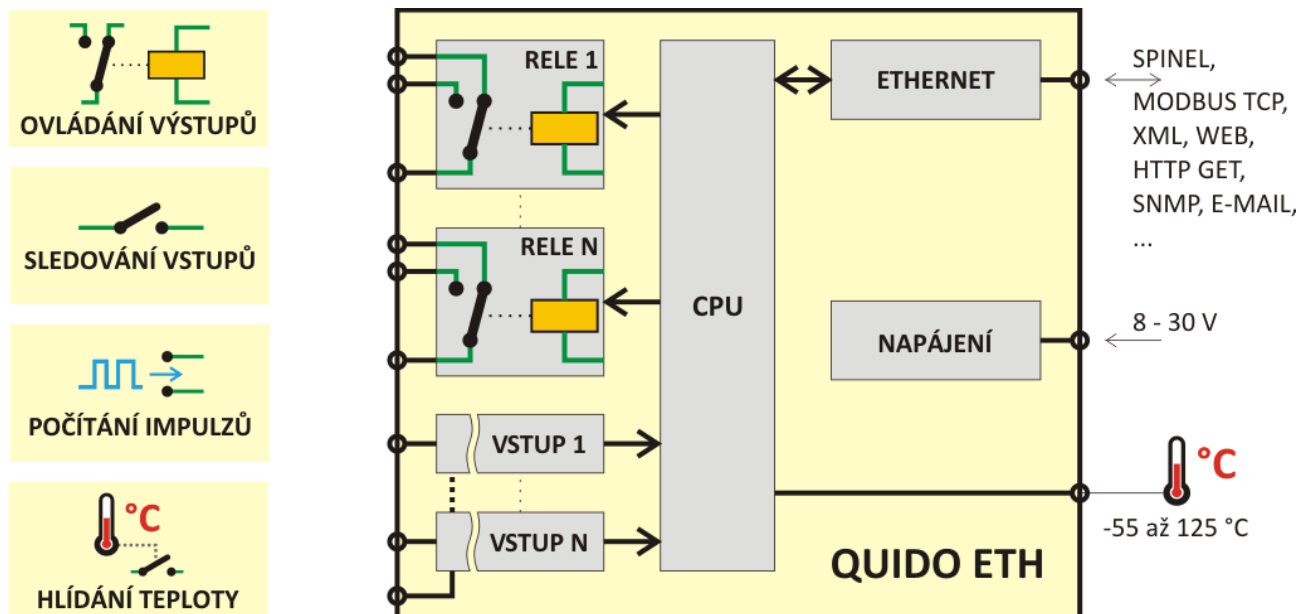 OVLÁDÁNÍ VÝSTUPŮ
SLEDOVÁNÍ VSTUPŮ
POČÍTÁNÍ IMPULZŮ
°C
HLÍDÁNÍ TEPLOTY
RELE 1
RELE N
VSTUP 1
VSTUP N
CPU
ETHERNET
NAPÁJENÍ
QUIDO ETH
SPINEL,
MODBUS TCP,
XML, WEB,
HTTP GET,
SNMP, E-MAIL,
...
8 - 30 V
°C
-55 až 125 °C